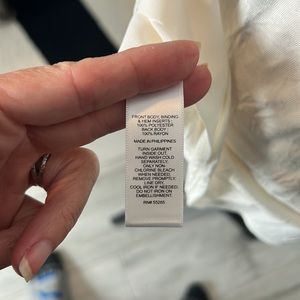 FRONT BODY, BINDING
& HEM INSERTS
100% POLYESTER
BACK BODY
100% RAYON
MADE IN PHILIPPINES
TURN GARMENT
INSIDE OUT.
HAND WASH COLD
SEPARATELY.
ONLY NON-
CHLORINE BLEACH
WHEN NEEDED.
REMOVE PROMPTLY.
LINE DRY.
COOL IRON IF NEEDED.
DO NOT IRON ON
EMBELLISHMENT.
RN# 55285